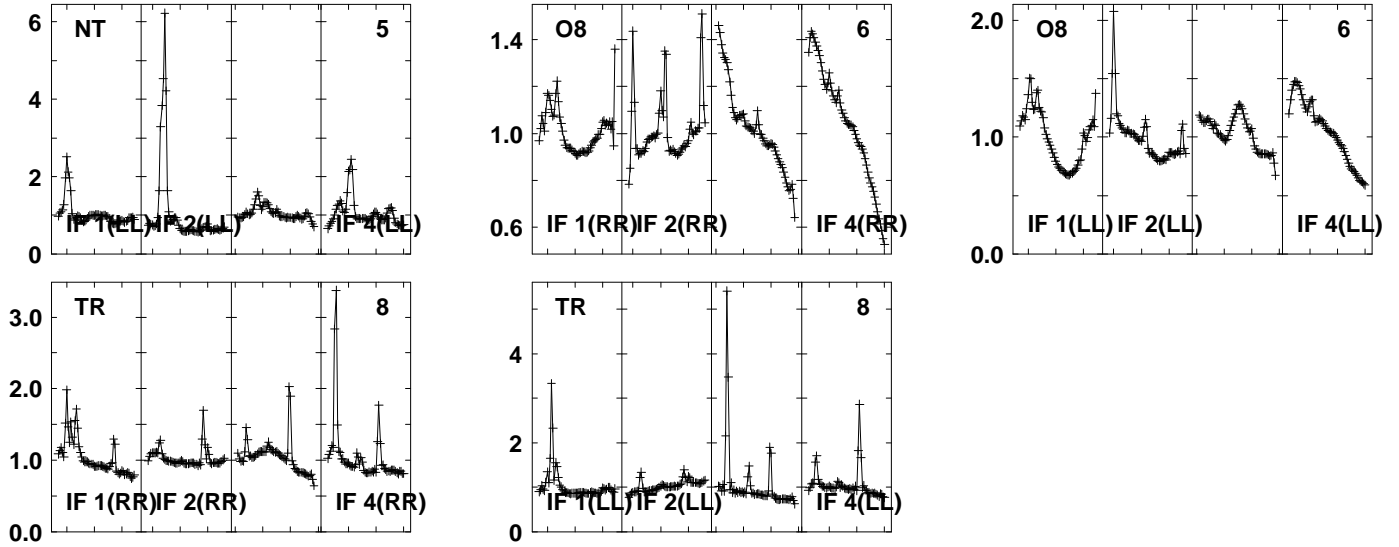 NT 5
6
4
2
0
IF 1(LL) IF 2(LL) IF 4(LL)
O8 6
1.4
1.0
0.6
IF 1(RR) IF 2(RR) IF 4(RR)
O8 6
2.0
1.0
0.0
IF 1(LL) IF 2(LL) IF 4(LL)
TR 8
3.0
2.0
1.0
0.0
IF 1(RR) IF 2(RR) IF 4(RR)
TR 8
4
2
0
IF 1(LL) IF 2(LL) IF 4(LL)